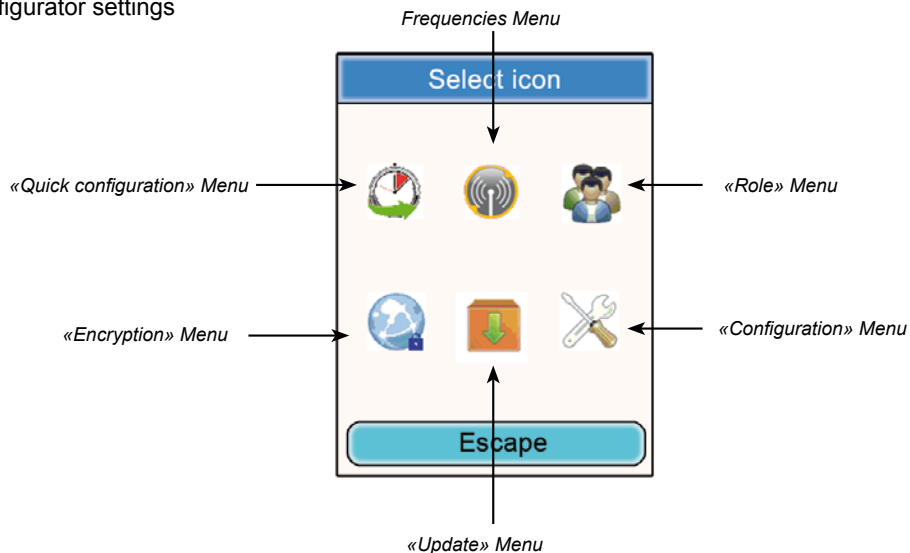 figurator settings
Frequencies Menu
Select icon
«Quick configuration» Menu
«Role» Menu
«Encryption» Menu
«Configuration» Menu
Escape
«Update» Menu